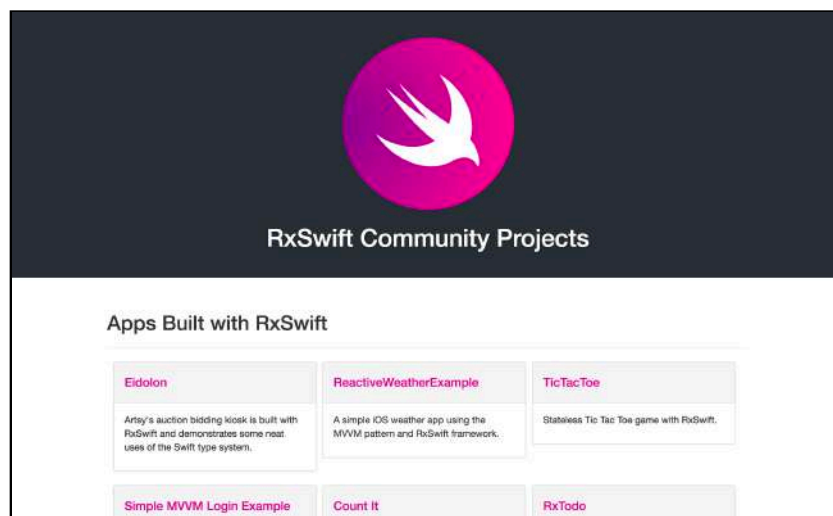 RxSwift Community Projects
Apps Built with RxSwift
Eidolon
Artsy's auction bidding kiosk is built with
RxSwift and demonstrates some neat
uses of the Swift type system.
ReactiveWeatherExample
A simple iOS weather app using the
MVVM pattern and RxSwift framework.
TicTacToe
Stateless Tic Tac Toe game with RxSwift.
Simple MVVM Login Example
Count It
RxTodo